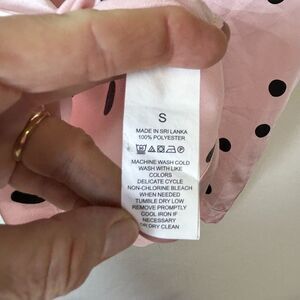 S
MADE IN SRI LANKA
100% POLYESTER
MACHINE WASH COLD
WASH WITH LIKE
COLORS
DELICATE CYCLE
NON-CHLORINE BLEACH
WHEN NEEDED
TUMBLE DRY LOW
REMOVE PROMPTLY
COOL IRON IF
NECESSARY
OR DRY CLEAN